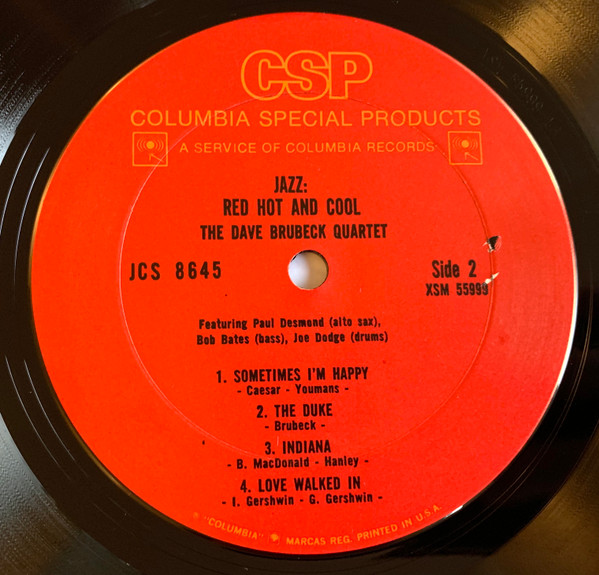 CSP
COLUMBIA SPECIAL PRODUCTS
A SERVICE OF COLUMBIA RECORDS
JAZZ:
RED HOT AND COOL
THE DAVE BRUBECK QUARTET
JCS 8645
Side 2
XSM 55999
Featuring Paul Desmond (alto sax),
Bob Bates (bass), Joe Dodge (drums)
1. SOMETIMES I'M HAPPY
- Caesar - Youmans -
2. THE DUKE
- Brubeck -
3. INDIANA
- B. MacDonald - Hanley -
4. LOVE WALKED IN
- I. Gershwin - G. Gershwin -
"COLUMBIA" MARCAS REG. PRINTED IN U.S.A.